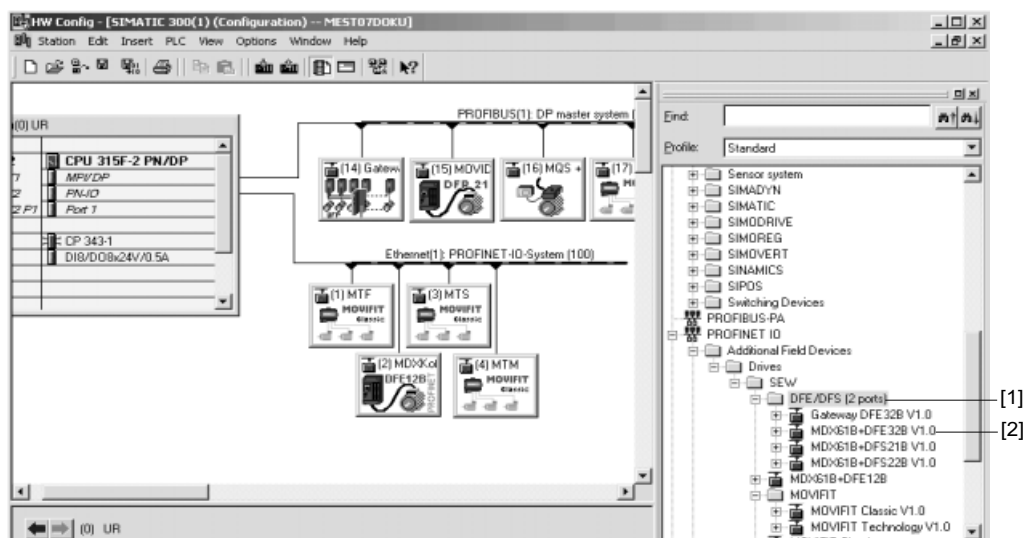 HW Config - [SIMATIC 300(1) (Configuration) -- MEST07DOKU]
Station Edit Insert PLC View Options Window Help
(0) UR
CPU 315F-2 PN/DP
MPI/DP
PN-IO
2 P1 Port 1
CP 343-1
DI8/DO8x24V/0.5A
PROFIBUS(1): DP master system (
(14) Gatew
(15) MOVID
DFP 21
(16) MQS +
(17)
Ethernet(1): PROFINET-IO-System (100)
(1) MTF
MOVIFIT
Classic
(3) MTS
MOVIFIT
Classic
(2) MDXKol
DFE12B
PROFINET
(4) MTM
MOVIFIT
Classic
(0) UR
Find:
Profile: Standard
Sensor system
SIMADYN
SIMATIC
SIMODRIVE
SIMOREG
SIMOVERT
SINAMICS
SIPOS
Switching Devices
PROFIBUS-PA
PROFINET IO
Additional Field Devices
Drives
SEW
DFE/DFS (2 ports)
[1]
Gateway DFE32B V1.0
MDX61B+DFE32B V1.0
[2]
MDX61B+DFS21B V1.0
MDX61B+DFS22B V1.0
MDX61B+DFE12B
MOVIFIT
MOVIFIT Classic V1.0
MOVIFIT Technology V1.0